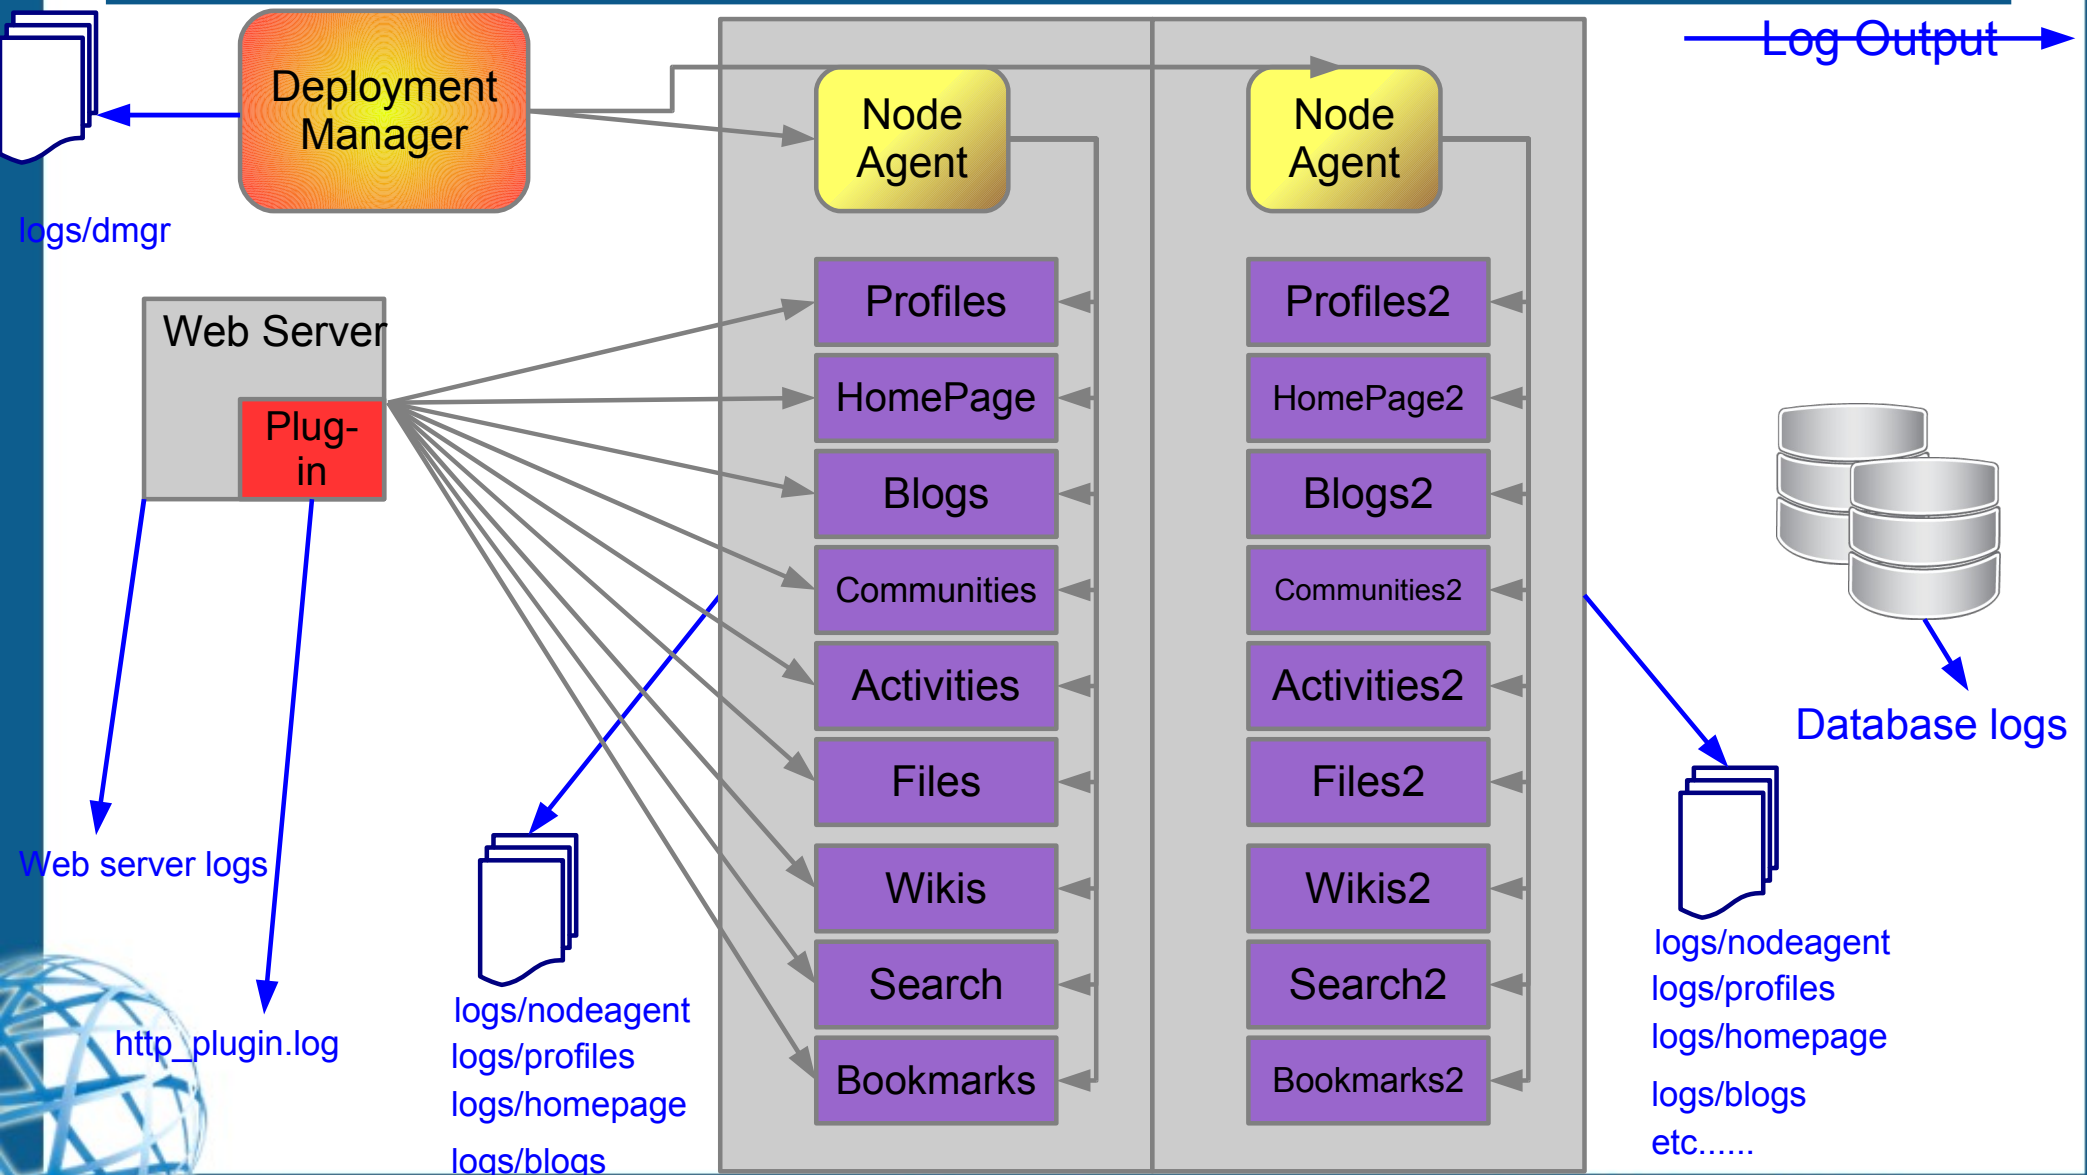 Log Output
Deployment
Manager
logs/dmgr
Web Server
Plug-
in
Web server logs
http_plugin.log
Node
Agent
Profiles
HomePage
Blogs
Communities
Activities
Files
Wikis
Search
Bookmarks
logs/nodeagent
logs/profiles
logs/homepage
logs/blogs
Node
Agent
Profiles2
HomePage2
Blogs2
Communities2
Activities2
Files2
Wikis2
Search2
Bookmarks2
Database logs
logs/nodeagent
logs/profiles
logs/homepage
logs/blogs
etc......